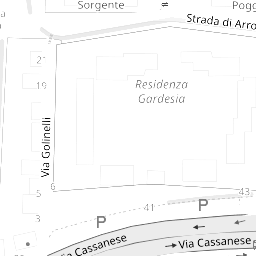 Sorgente
Pogg
Strada di Arro
21
19
Residenza
Gardesia
Via Golinelli
6
5
3
41
43
P
P
Via Cassanese
Via Cassanese